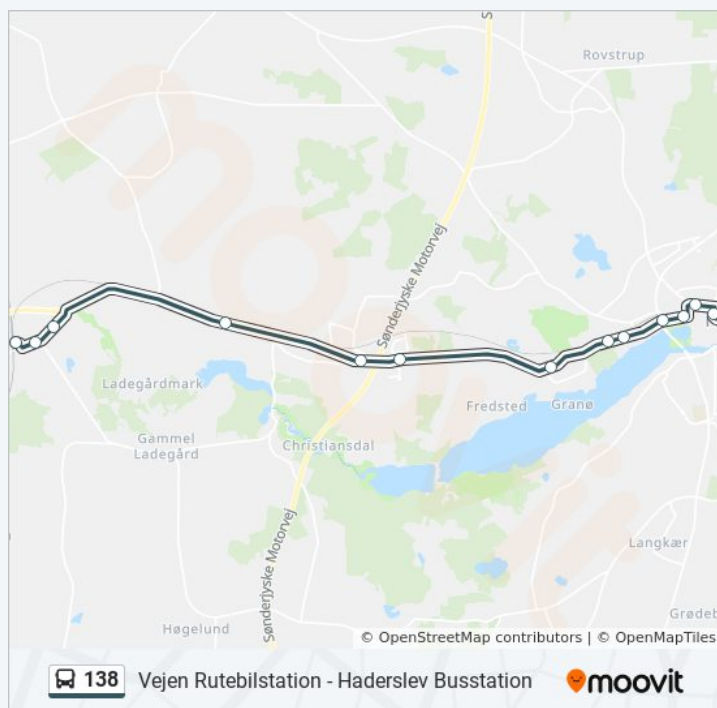 S
Rovstrup
Sønderjyske Motorvej
Ladegårdmark
Gammel
Ladegård
Christiansdal
Fredsted
Granø
Sønderjyske Motorvej
Langkær
Høgelund
Grødeb
© OpenStreetMap contributors | © OpenMapTiles
138 Vejen Rutebilstation - Haderslev Busstation moovit